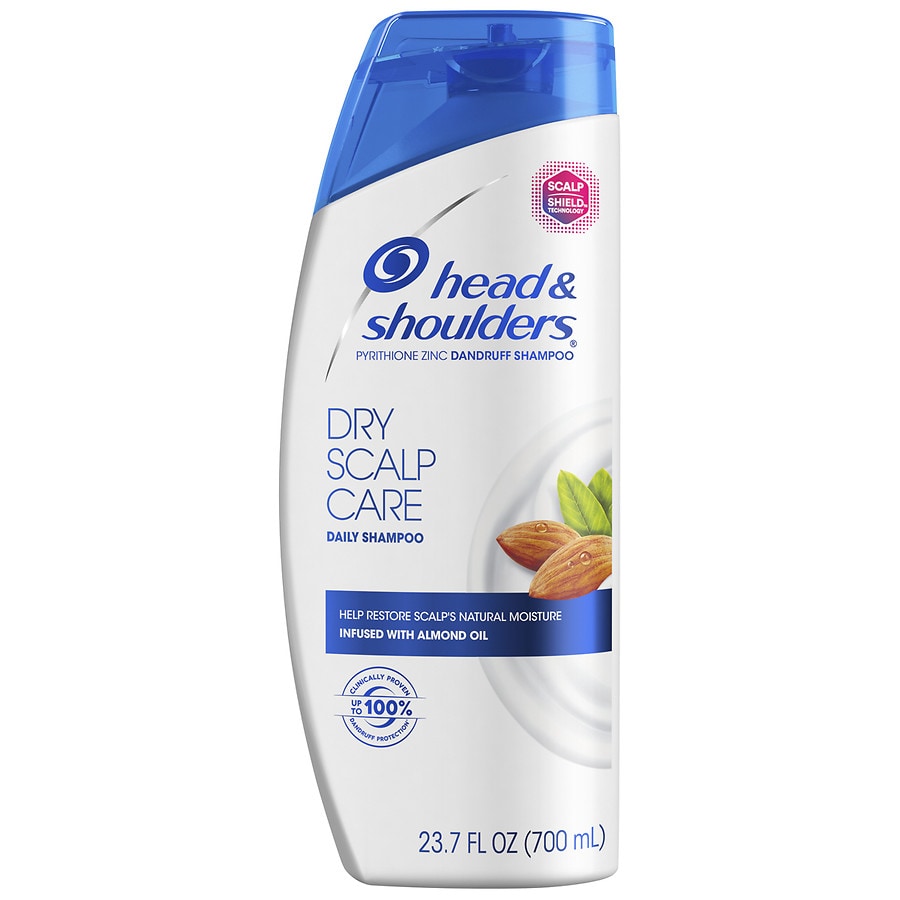 SCALP
SHIELD™
TECHNOLOGY
head &
shoulders®
PYRITHIONE ZINC DANDRUFF SHAMPOO
DRY
SCALP
CARE
DAILY SHAMPOO
HELP RESTORE SCALP'S NATURAL MOISTURE
INFUSED WITH ALMOND OIL
CLINICALLY PROVEN
UP TO 100%
DANDRUFF PROTECTION*
23.7 FL OZ (700 mL)